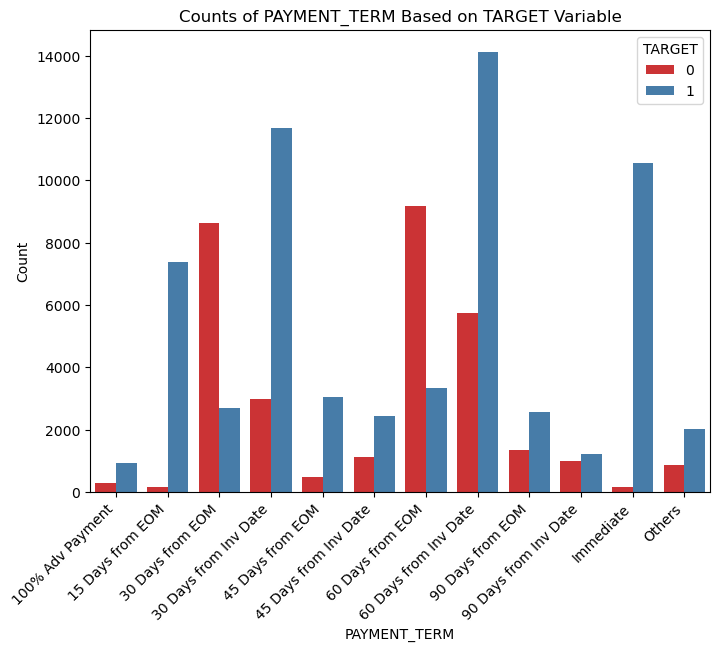 Counts of PAYMENT_TERM Based on TARGET Variable
TARGET
0
1
14000
12000
10000
8000
6000
4000
2000
0
Count
100% Adv Payment
15 Days from EOM
30 Days from EOM
30 Days from Inv Date
45 Days from EOM
45 Days from Inv Date
60 Days from EOM
60 Days from Inv Date
90 Days from EOM
90 Days from Inv Date
Immediate
Others
PAYMENT_TERM